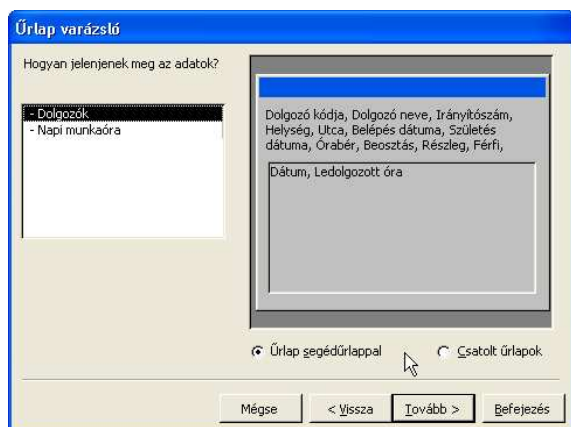 Űrlap varázsló
Hogyan jelenjenek meg az adatok?
- Dolgozók
- Napi munkaóra
Dolgozó kódja, Dolgozó neve, Irányítószám,
Helység, Utca, Belépés dátuma, Születés
dátuma, Órabér, Beosztás, Részleg, Férfi,
Dátum, Ledolgozott óra
Űrlap segédűrlappal
Csatolt űrlapok
Mégse
< Vissza
Tovább >
Befejezés